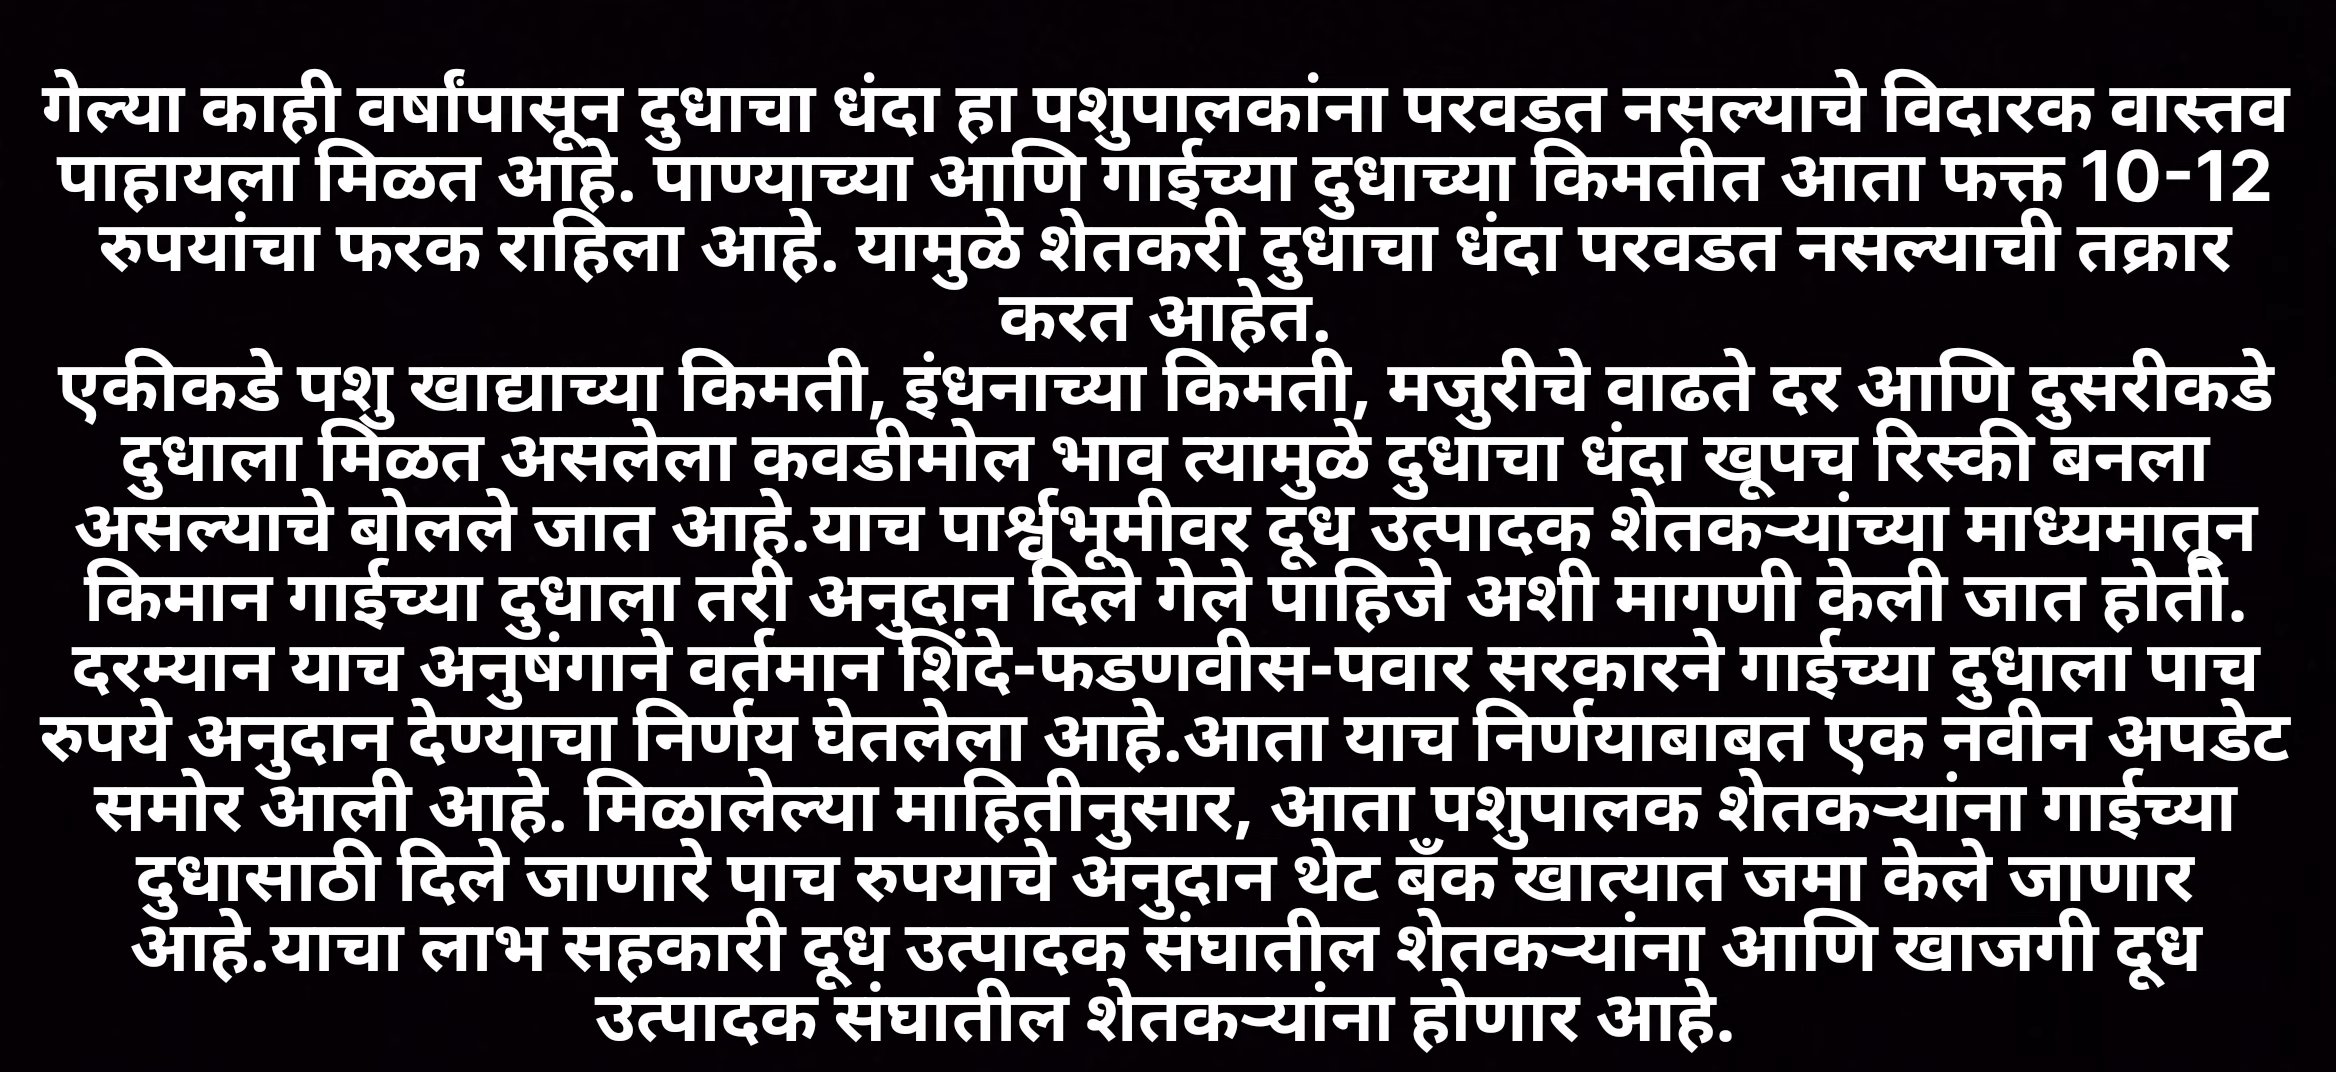 गेल्या काही वर्षांपासून दुधाचा धंदा हा पशुपालकांना परवडत नसल्याचे विदारक वास्तव
पाहायला मिळत आहे. पाण्याच्या आणि गाईच्या दुधाच्या किमतीत आता फक्त 10-12
रुपयांचा फरक राहिला आहे. यामुळे शेतकरी दुधाचा धंदा परवडत नसल्याची तक्रार
करत आहेत.
एकीकडे पशु खाद्याच्या किमती, इंधनाच्या किमती, मजुरीचे वाढते दर आणि दुसरीकडे
दुधाला मिळत असलेला कवडीमोल भाव त्यामुळे दुधाचा धंदा खूपच रिस्की बनला
असल्याचे बोलले जात आहे.याच पार्श्वभूमीवर दूध उत्पादक शेतकऱ्यांच्या माध्यमातून
किमान गाईच्या दुधाला तरी अनुदान दिले गेले पाहिजे अशी मागणी केली जात होती.
दरम्यान याच अनुषंगाने वर्तमान शिंदे-फडणवीस-पवार सरकारने गाईच्या दुधाला पाच
रुपये अनुदान देण्याचा निर्णय घेतलेला आहे.आता याच निर्णयाबाबत एक नवीन अपडेट
समोर आली आहे. मिळालेल्या माहितीनुसार, आता पशुपालक शेतकऱ्यांना गाईच्या
दुधासाठी दिले जाणारे पाच रुपयाचे अनुदान थेट बँक खात्यात जमा केले जाणार
आहे.याचा लाभ सहकारी दूध उत्पादक संघातील शेतकऱ्यांना आणि खाजगी दूध
उत्पादक संघातील शेतकऱ्यांना होणार आहे.